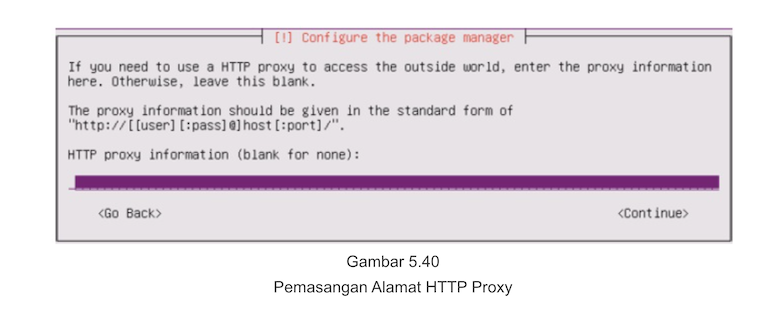 [!] Configure the package manager
If you need to use a HTTP proxy to access the outside world, enter the proxy information
here. Otherwise, leave this blank.
The proxy information should be given in the standard form of
"http://[[user][:pass]@]host[:port]/".
HTTP proxy information (blank for none):
<Go Back> <Continue>
Gambar 5.40
Pemasangan Alamat HTTP Proxy